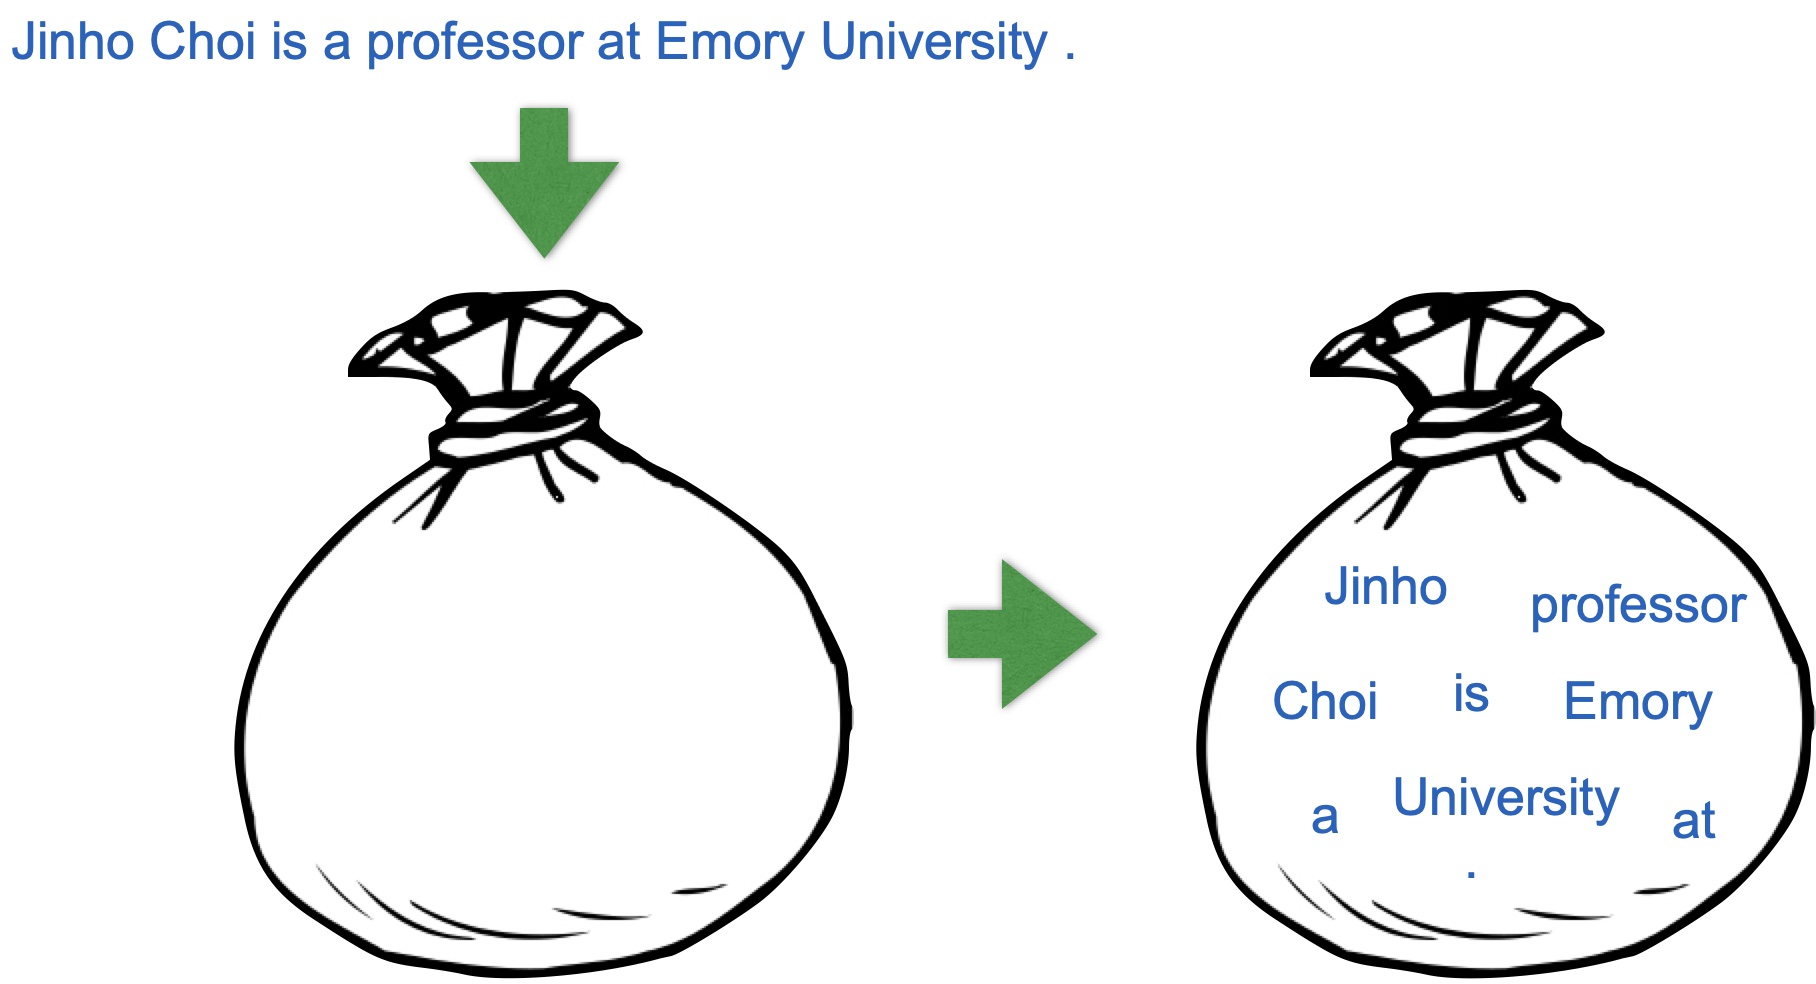 Jinho Choi is a professor at Emory University .
Jinho professor
Choi is Emory
a University at
.